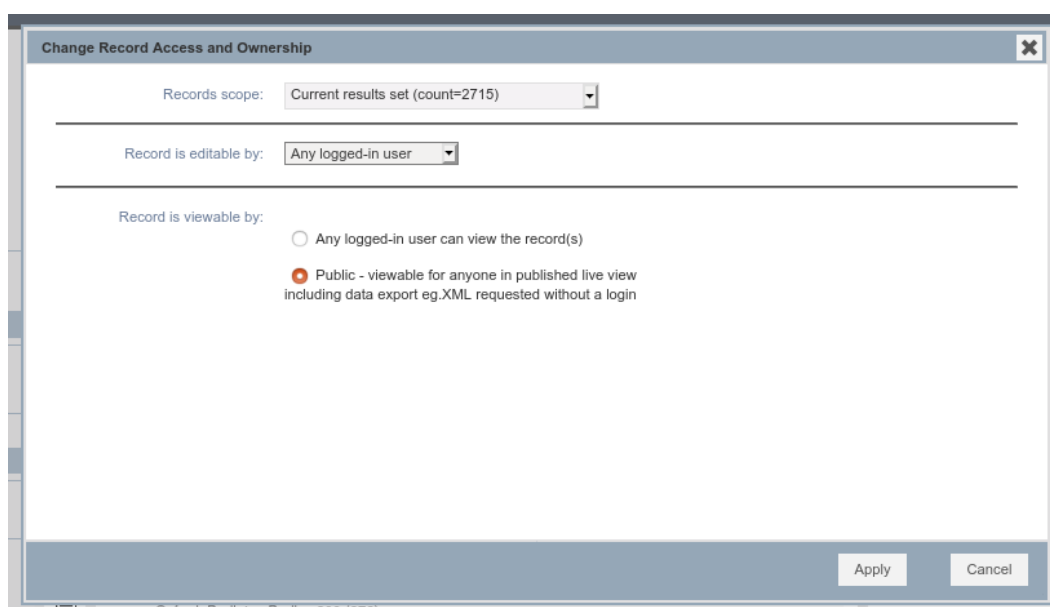 Change Record Access and Ownership
Records scope: Current results set (count=2715)
Record is editable by: Any logged-in user
Record is viewable by:
Any logged-in user can view the record(s)
Public - viewable for anyone in published live view
including data export eg.XML requested without a login
Apply Cancel